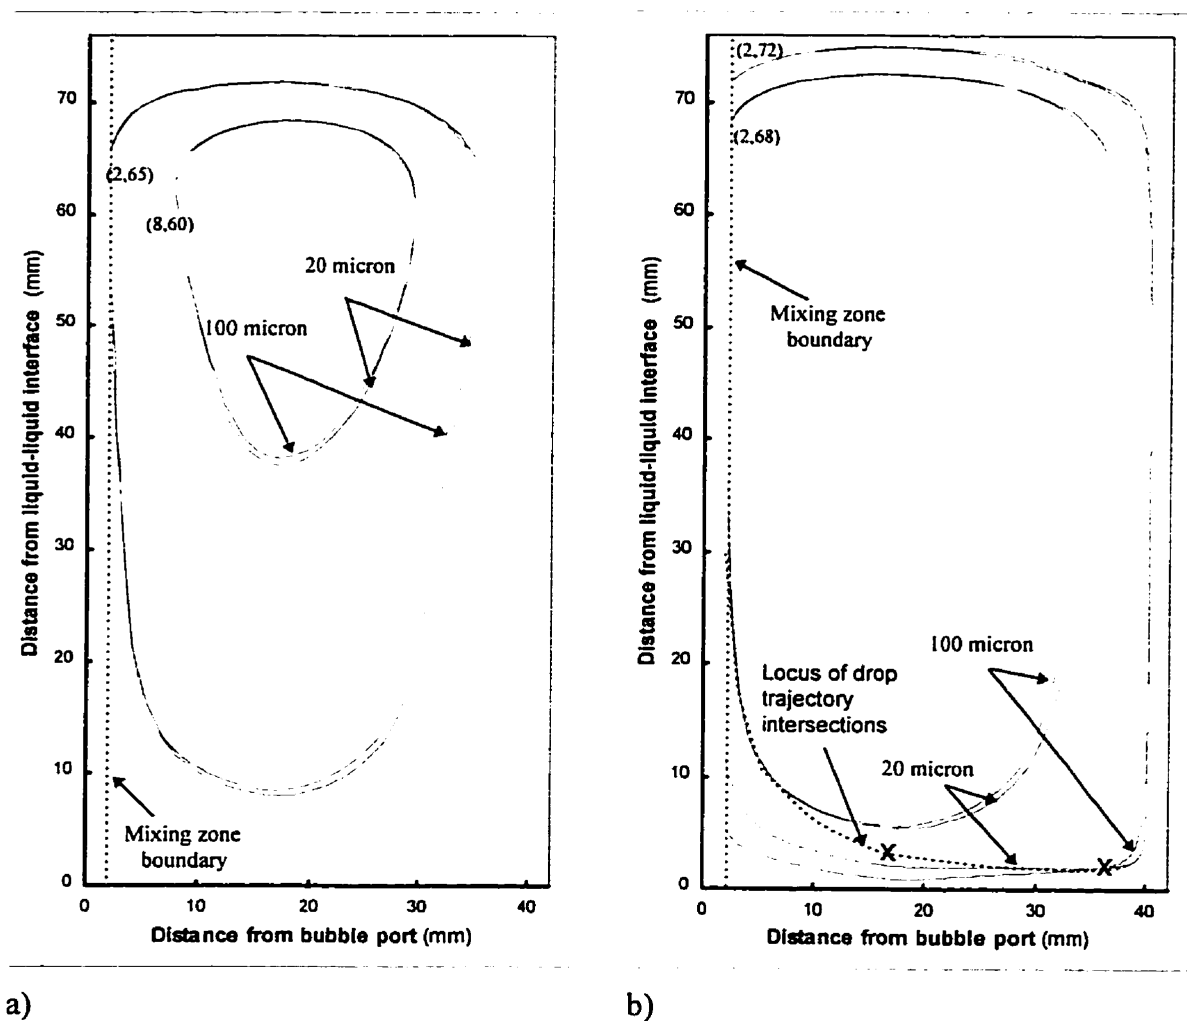 70
60
50
40
30
20
10
0
0
10
20
30
40
Distance from liquid-liquid interface (mm)
Distance from bubble port (mm)
(2,65)
(8,60)
20 micron
100 micron
Mixing zone
boundary
a)
70
60
50
40
30
20
10
0
0
10
20
30
40
Distance from liquid-liquid interface (mm)
Distance from bubble port (mm)
(2,72)
(2,68)
Mixing zone
boundary
100 micron
Locus of drop
trajectory
intersections
20 micron
X
X
b)